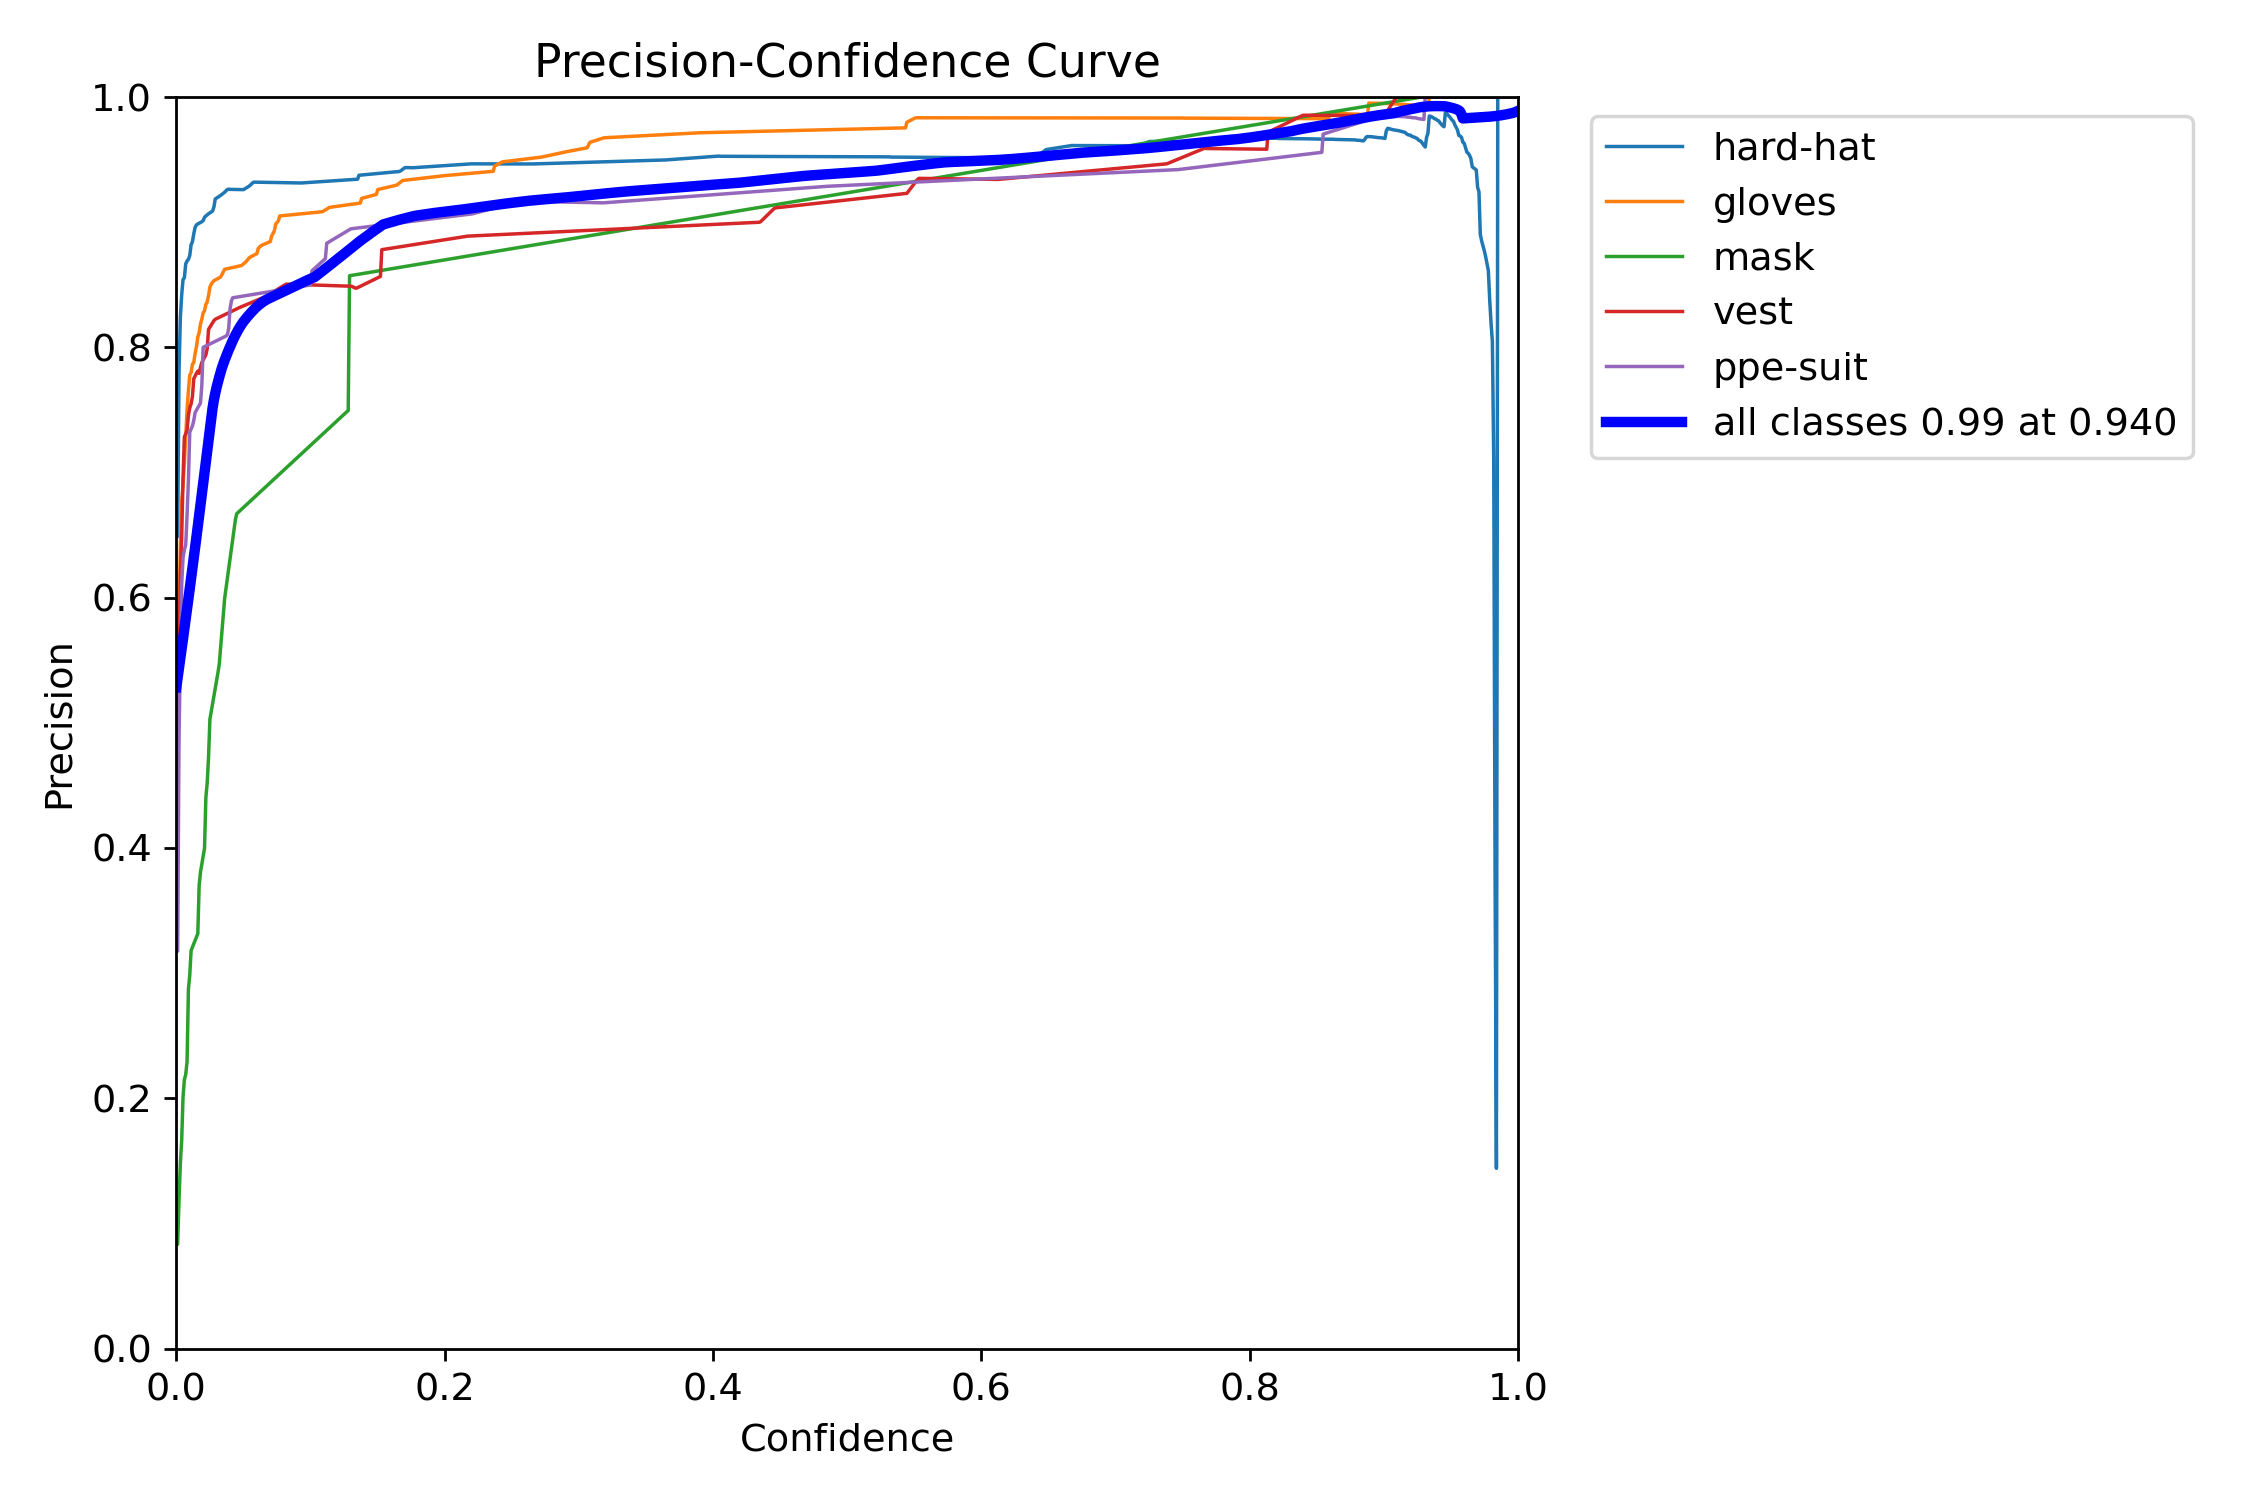 Precision-Confidence Curve
1.0
0.8
0.6
0.4
0.2
0.0
Precision
0.0 0.2 0.4 0.6 0.8 1.0
Confidence
hard-hat
gloves
mask
vest
ppe-suit
all classes 0.99 at 0.940